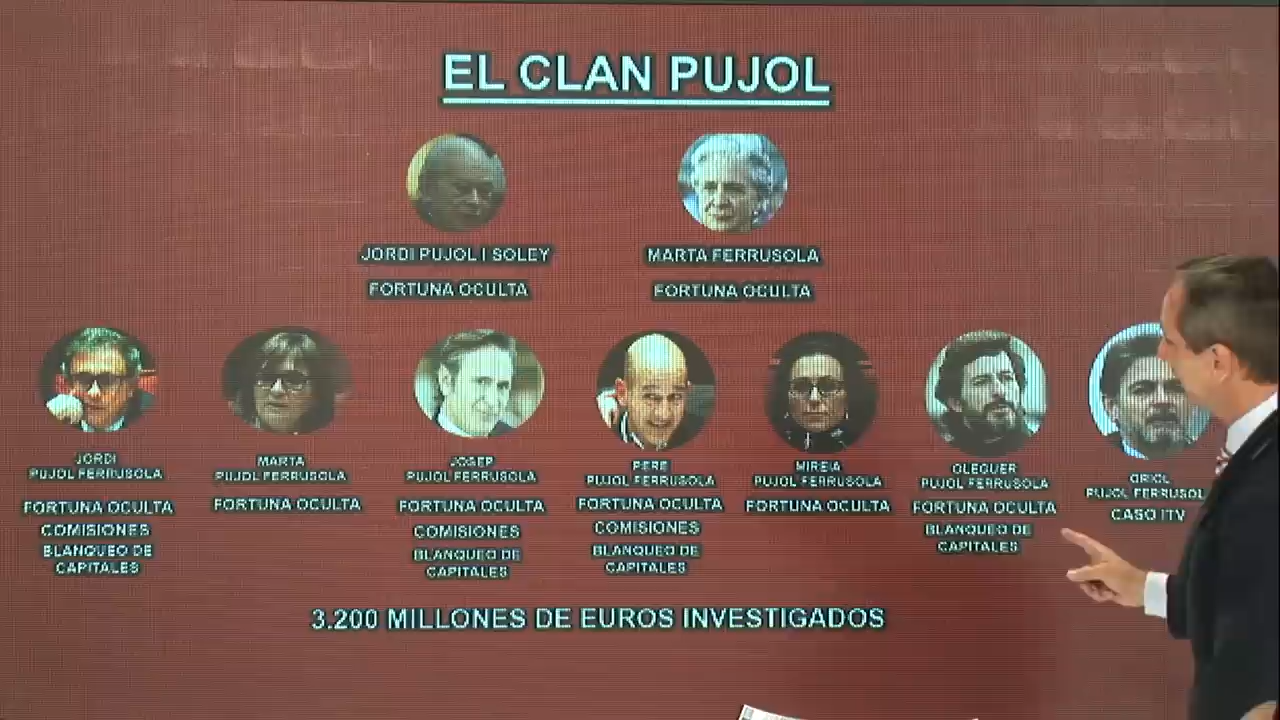 EL CLAN PUJOL
JORDI PUJOL I SOLEY
MARTA FERRUSOLA
FORTUNA OCULTA
FORTUNA OCULTA
JORDI
PUJOL FERRUSOLA
FORTUNA OCULTA
COMISIONES
BLANQUEO DE
CAPITALES
MARTA
PUJOL FERRUSOLA
FORTUNA OCULTA
JOSEP
PUJOL FERRUSOLA
FORTUNA OCULTA
COMISIONES
BLANQUEO DE
CAPITALES
PERE
PUJOL FERRUSOLA
FORTUNA OCULTA
COMISIONES
BLANQUEO DE
CAPITALES
MIREIA
PUJOL FERRUSOLA
FORTUNA OCULTA
OLEGUER
PUJOL FERRUSOLA
FORTUNA OCULTA
BLANQUEO DE
CAPITALES
ORIOL
PUJOL FERRUSOL
CASO ITV
3.200 MILLONES DE EUROS INVESTIGADOS